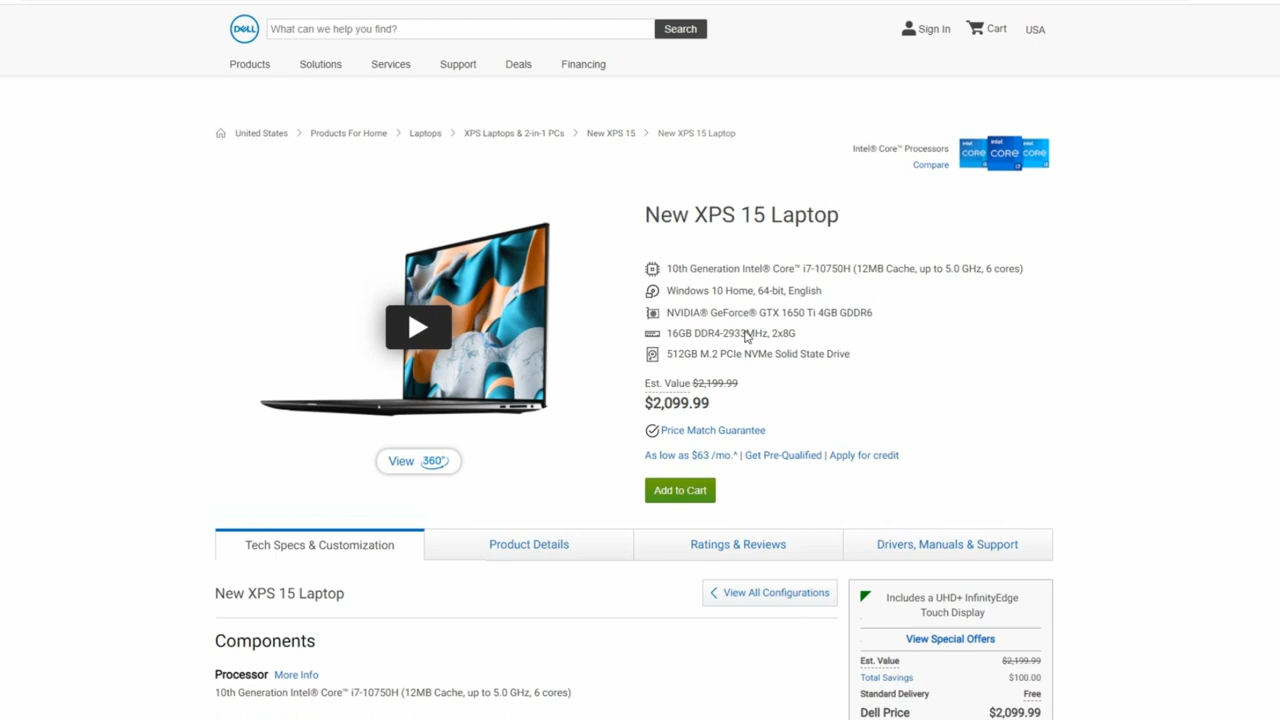 DELL
What can we help you find?
Search
Sign In
Cart
USA
Products
Solutions
Services
Support
Deals
Financing
United States
Products For Home
Laptops
XPS Laptops & 2-in-1 PCs
New XPS 15
New XPS 15 Laptop
Intel® Core™ Processors
Compare
intel
CORE
intel
CORE
i7
intel
CORE
New XPS 15 Laptop
10th Generation Intel® Core™ i7-10750H (12MB Cache, up to 5.0 GHz, 6 cores)
Windows 10 Home, 64-bit, English
NVIDIA® GeForce® GTX 1650 Ti 4GB GDDR6
16GB DDR4-2933MHz, 2x8G
512GB M.2 PCIe NVMe Solid State Drive
Est. Value $2,199.99
$2,099.99
Price Match Guarantee
As low as $63 /mo.^ | Get Pre-Qualified | Apply for credit
Add to Cart
View 360°
Tech Specs & Customization
Product Details
Ratings & Reviews
Drivers, Manuals & Support
New XPS 15 Laptop
View All Configurations
Components
Processor More Info
10th Generation Intel® Core™ i7-10750H (12MB Cache, up to 5.0 GHz, 6 cores)
Includes a UHD+ InfinityEdge
Touch Display
View Special Offers
Est. Value $2,199.99
Total Savings $100.00
Standard Delivery Free
Dell Price $2,099.99